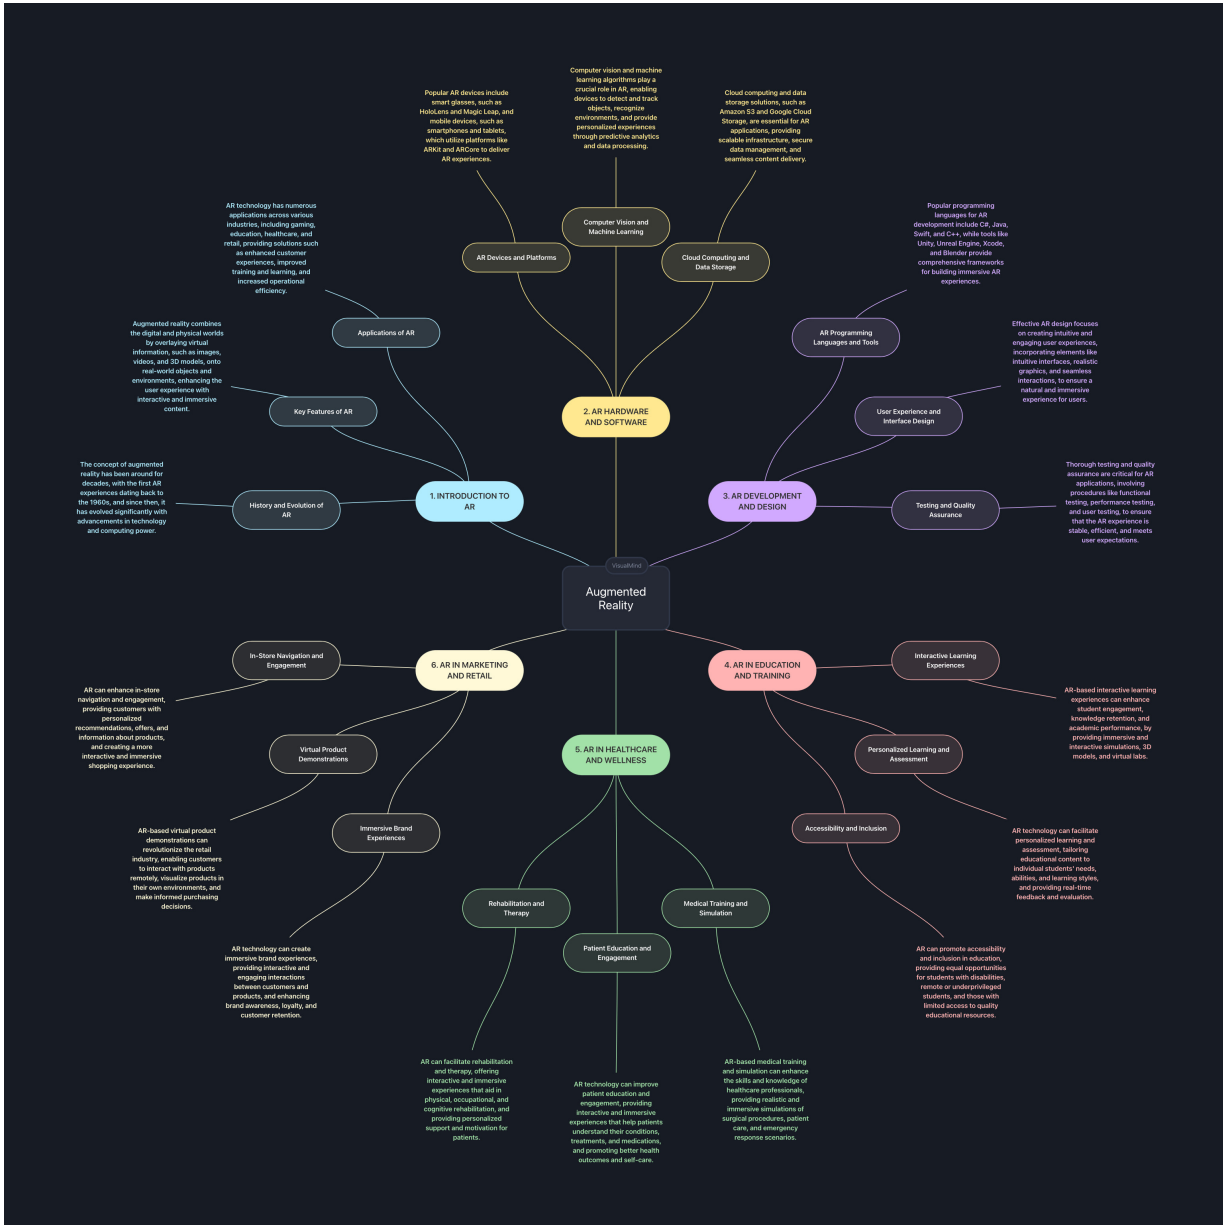 Computer vision and machine
learning algorithms play a
crucial role in AR, enabling
devices to detect and track
objects, recognize
environments, and provide
personalized experiences
through predictive analytics
and data processing.
Popular AR devices include
smart glasses, such as
HoloLens and Magic Leap, and
mobile devices, such as
smartphones and tablets,
which utilize platforms like
ARKit and ARCore to deliver
AR experiences.
Cloud computing and data
storage solutions, such as
Amazon S3 and Google Cloud
Storage, are essential for AR
applications, providing
scalable infrastructure, secure
data management, and
seamless content delivery.
AR Devices and Platforms
Computer Vision and
Machine Learning
Cloud Computing and
Data Storage
2. AR HARDWARE
AND SOFTWARE
AR technology has numerous
applications across various
industries, including gaming,
education, healthcare, and
retail, providing solutions such
as enhanced customer
experiences, improved
training and learning, and
increased operational
efficiency.
Applications of AR
Augmented reality combines
the digital and physical worlds
by overlaying virtual
information, such as images,
videos, and 3D models, onto
real-world objects and
environments, enhancing the
user experience with
interactive and immersive
content.
Key Features of AR
The concept of augmented
reality has been around for
decades, with the first AR
experiences dating back to
the 1960s, and since then, it
has evolved significantly with
advancements in technology
and computing power.
History and Evolution of
AR
1. INTRODUCTION TO
AR
Popular programming
languages for AR
development include C#, Java,
Swift, and C++, while tools like
Unity, Unreal Engine, Xcode,
and Blender provide
comprehensive frameworks
for building immersive AR
experiences.
AR Programming
Languages and Tools
Effective AR design focuses
on creating intuitive and
engaging user experiences,
incorporating elements like
intuitive interfaces, realistic
graphics, and seamless
interactions, to ensure a
natural and immersive
experience for users.
User Experience and
Interface Design
Thorough testing and quality
assurance are critical for AR
applications, involving
procedures like functional
testing, performance testing,
and user testing, to ensure
that the AR experience is
stable, efficient, and meets
user expectations.
Testing and Quality
Assurance
3. AR DEVELOPMENT
AND DESIGN
VisualMind
Augmented
Reality
In-Store Navigation and
Engagement
6. AR IN MARKETING
AND RETAIL
AR can enhance in-store
navigation and engagement,
providing customers with
personalized
recommendations, offers, and
information about products,
and creating a more
interactive and immersive
shopping experience.
Virtual Product
Demonstrations
AR-based virtual product
demonstrations can
revolutionize the retail
industry, enabling customers
to interact with products
remotely, visualize products in
their own environments, and
make informed purchasing
decisions.
Immersive Brand
Experiences
AR technology can create
immersive brand experiences,
providing interactive and
engaging interactions
between customers and
products, and enhancing
brand awareness, loyalty, and
customer retention.
4. AR IN EDUCATION
AND TRAINING
Interactive Learning
Experiences
AR-based interactive learning
experiences can enhance
student engagement,
knowledge retention, and
academic performance, by
providing immersive and
interactive simulations, 3D
models, and virtual labs.
Personalized Learning and
Assessment
AR technology can facilitate
personalized learning and
assessment, tailoring
educational content to
individual students' needs,
abilities, and learning styles,
and providing real-time
feedback and evaluation.
Accessibility and Inclusion
AR can promote accessibility
and inclusion in education,
providing equal opportunities
for students with disabilities,
remote or underprivileged
students, and those with
limited access to quality
educational resources.
5. AR IN HEALTHCARE
AND WELLNESS
Rehabilitation and
Therapy
Patient Education and
Engagement
Medical Training and
Simulation
AR can facilitate rehabilitation
and therapy, offering
interactive and immersive
experiences that aid in
physical, occupational, and
cognitive rehabilitation, and
providing personalized
support and motivation for
patients.
AR technology can improve
patient education and
engagement, providing
interactive and immersive
experiences that help patients
understand their conditions,
treatments, and medications,
and promoting better health
outcomes and self-care.
AR-based medical training
and simulation can enhance
the skills and knowledge of
healthcare professionals,
providing realistic and
immersive simulations of
surgical procedures, patient
care, and emergency
response scenarios.